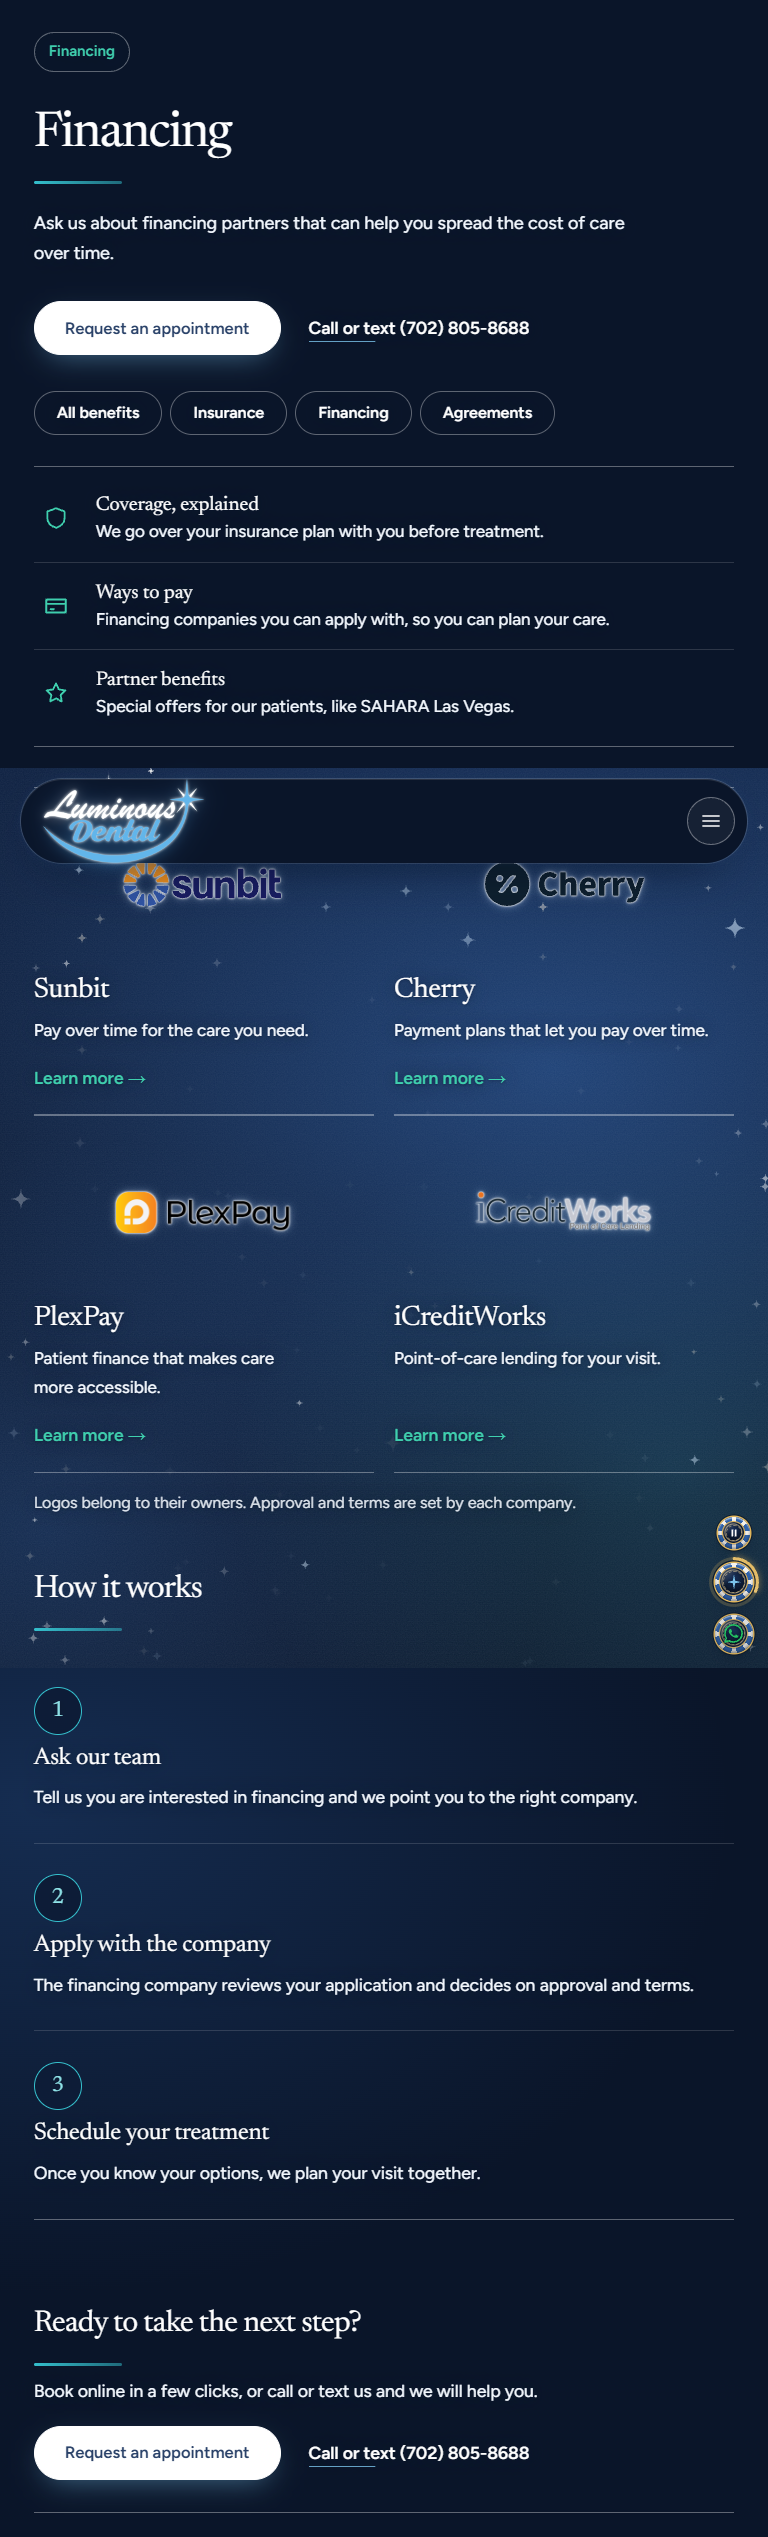 Financing
Financing
Ask us about financing partners that can help you spread the cost of care
over time.
Request an appointment
Call or text (702) 805-8688
All benefits
Insurance
Financing
Agreements
Coverage, explained
We go over your insurance plan with you before treatment.
Ways to pay
Financing companies you can apply with, so you can plan your care.
Partner benefits
Special offers for our patients, like SAHARA Las Vegas.
Luminous
Dental
sunbit
Cherry
Sunbit
Pay over time for the care you need.
Learn more →
Cherry
Payment plans that let you pay over time.
Learn more →
PlexPay
iCreditWorks
Point of Care Lending
PlexPay
Patient finance that makes care
more accessible.
Learn more →
iCreditWorks
Point-of-care lending for your visit.
Learn more →
Logos belong to their owners. Approval and terms are set by each company.
How it works
1
Ask our team
Tell us you are interested in financing and we point you to the right company.
2
Apply with the company
The financing company reviews your application and decides on approval and terms.
3
Schedule your treatment
Once you know your options, we plan your visit together.
Ready to take the next step?
Book online in a few clicks, or call or text us and we will help you.
Request an appointment
Call or text (702) 805-8688